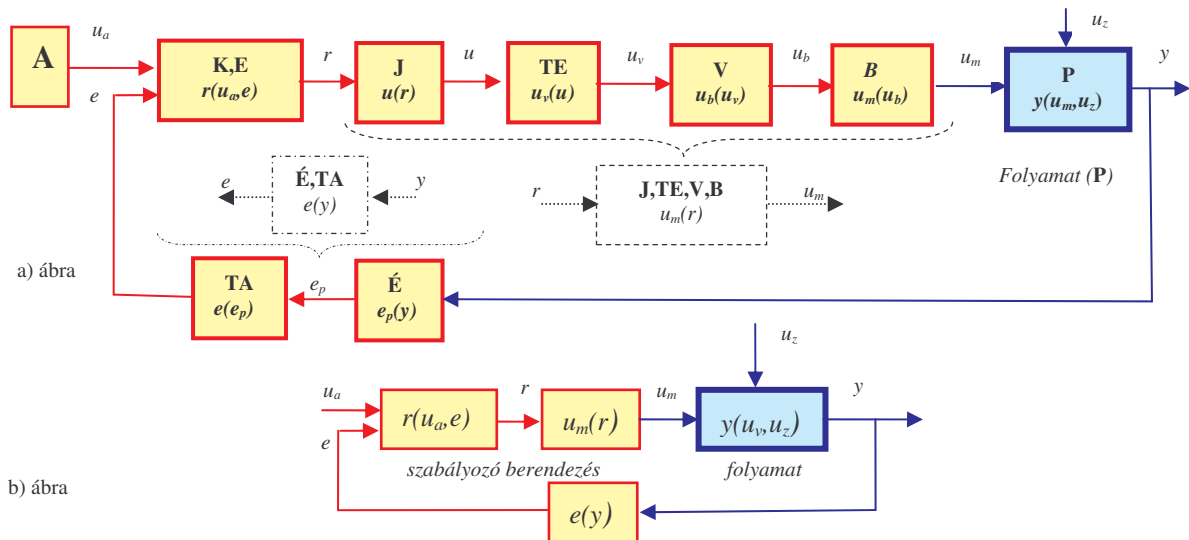 u_a
r
u
u_v
u_b
u_m
u_z
y
A
K,E
r(u_a,e)
J
u(r)
TE
u_v(u)
V
u_b(u_v)
B
u_m(u_b)
P
y(u_m,u_z)
e
É,TA
e(y)
e
y
J,TE,V,B
u_m(r)
r
u_m
Folyamat (P)
a) ábra
TA
e(e_p)
e_p
É
e_p(y)
u_z
u_a
r
u_m
y
e
r(u_a,e)
u_m(r)
y(u_v,u_z)
szabályozó berendezés
folyamat
b) ábra
e(y)